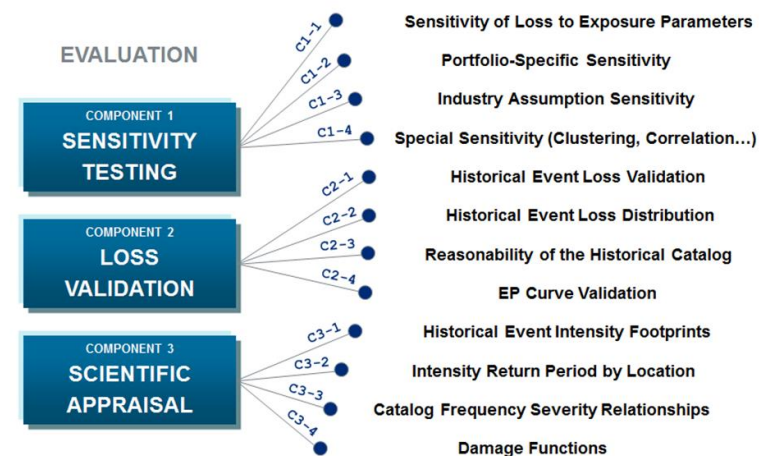 EVALUATION
COMPONENT 1
SENSITIVITY
TESTING
C1-1 Sensitivity of Loss to Exposure Parameters
C1-2 Portfolio-Specific Sensitivity
C1-3 Industry Assumption Sensitivity
C1-4 Special Sensitivity (Clustering, Correlation...)
COMPONENT 2
LOSS
VALIDATION
C2-1 Historical Event Loss Validation
C2-2 Historical Event Loss Distribution
C2-3 Reasonability of the Historical Catalog
C2-4 EP Curve Validation
COMPONENT 3
SCIENTIFIC
APPRAISAL
C3-1 Historical Event Intensity Footprints
C3-2 Intensity Return Period by Location
C3-3 Catalog Frequency Severity Relationships
C3-4 Damage Functions